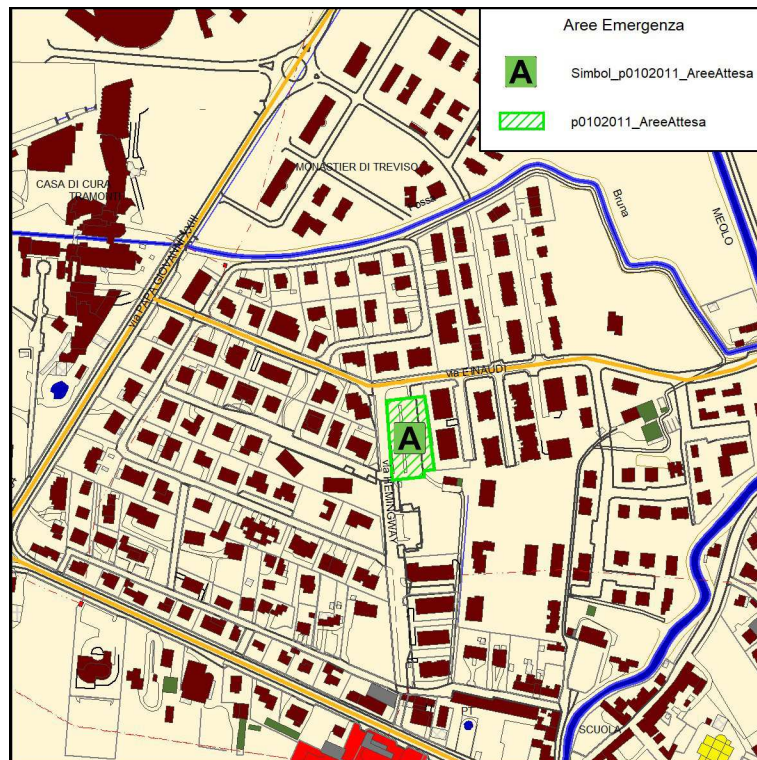 Aree Emergenza
A
Simbol_p0102011_AreeAttesa
p0102011_AreeAttesa
MONASTIER DI TREVISO
CASA DI CURA
TRAMONTI
Fossa
Bruna
MEOLO
via PAPA GIOVANNI XXIII
via EINAUDI
A
via HEMINGWAY
PT
SCUOLA